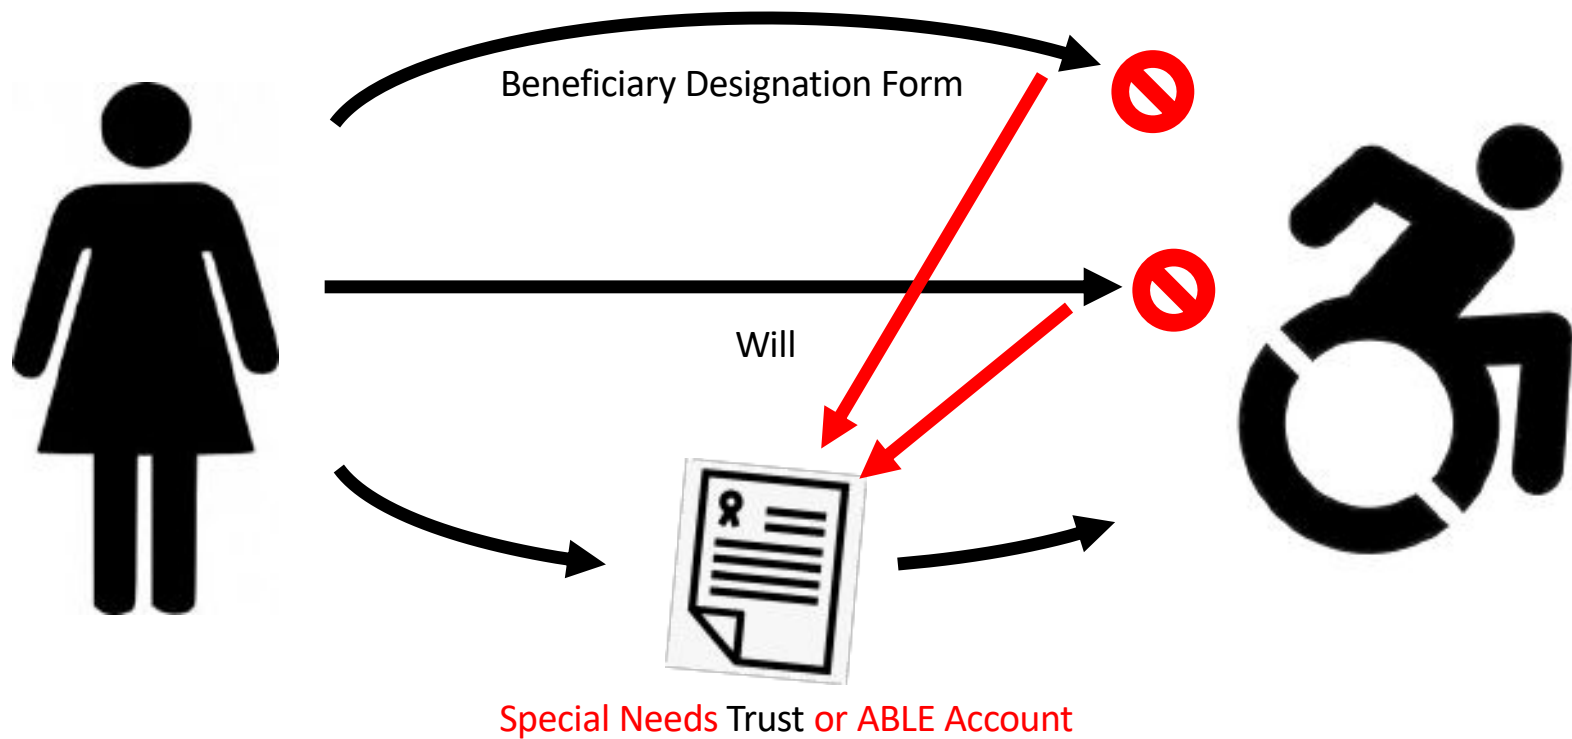 Beneficiary Designation Form
Will
Special Needs Trust or ABLE Account